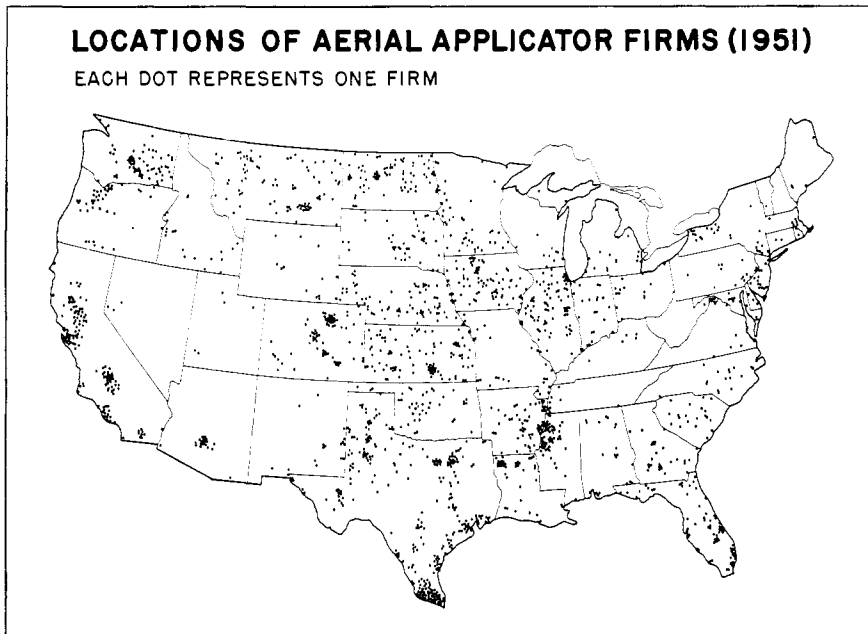 LOCATIONS OF AERIAL APPLICATOR FIRMS (1951)
EACH DOT REPRESENTS ONE FIRM